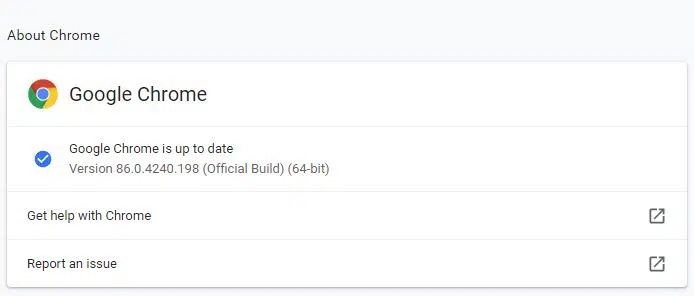 About Chrome
Google Chrome
Google Chrome is up to date
Version 86.0.4240.198 (Official Build) (64-bit)
Get help with Chrome
Report an issue